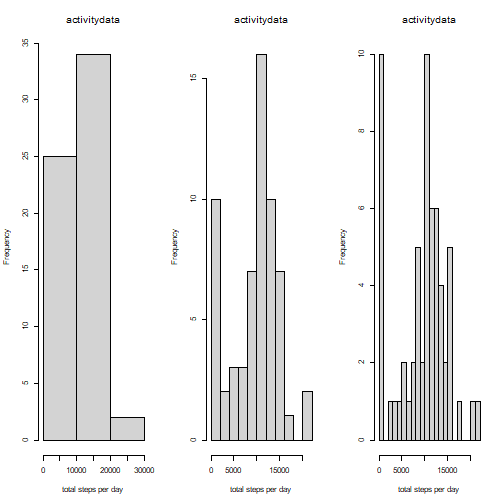 activitydata
Frequency
35
30
25
20
15
10
5
0
0 10000 20000 30000
total steps per day
activitydata
Frequency
15
10
5
0
0 5000 15000
total steps per day
activitydata
Frequency
10
8
6
4
2
0
0 5000 15000
total steps per day